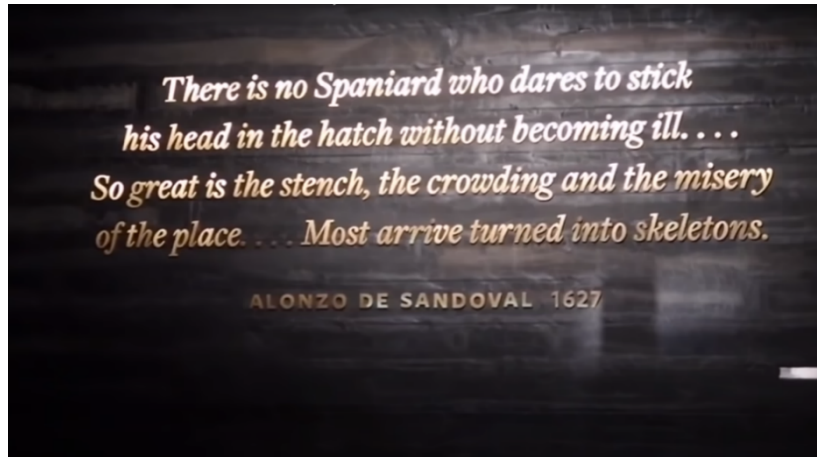 There is no Spaniard who dares to stick
his head in the hatch without becoming ill. . . .
So great is the stench, the crowding and the misery
of the place. . . . Most arrive turned into skeletons.
ALONZO DE SANDOVAL 1627